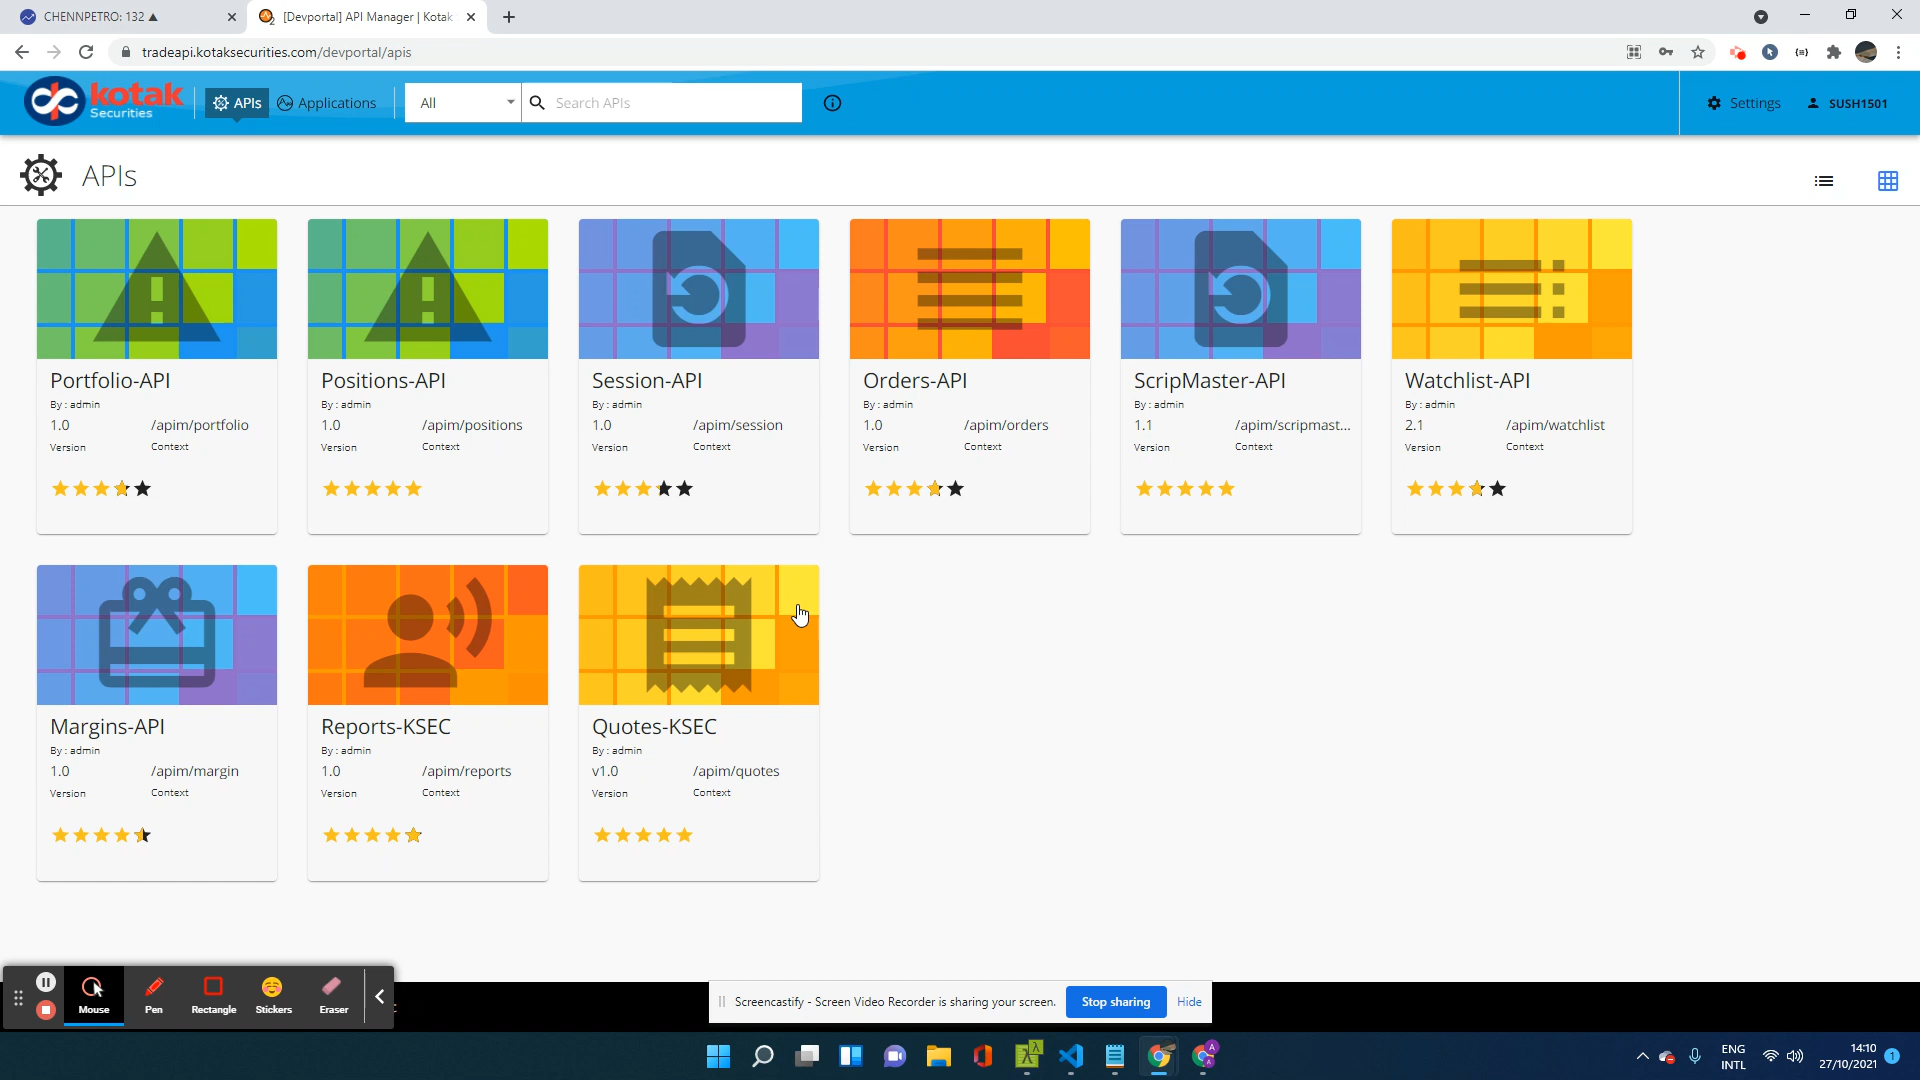 CHENNPETRO: 132 ▲
[Devportal] API Manager | Kotak
tradeapi.kotaksecurities.com/devportal/apis
kotak
Securities
APIs
Applications
All
Search APIs
Settings
SUSH1501
APIs
Portfolio-API
By : admin
1.0 /apim/portfolio
Version Context
Positions-API
By : admin
1.0 /apim/positions
Version Context
Session-API
By : admin
1.0 /apim/session
Version Context
Orders-API
By : admin
1.0 /apim/orders
Version Context
ScripMaster-API
By : admin
1.1 /apim/scripmast...
Version Context
Watchlist-API
By : admin
2.1 /apim/watchlist
Version Context
Margins-API
By : admin
1.0 /apim/margin
Version Context
Reports-KSEC
By : admin
1.0 /apim/reports
Version Context
Quotes-KSEC
By : admin
v1.0 /apim/quotes
Version Context
Mouse
Pen
Rectangle
Stickers
Eraser
Screencastify - Screen Video Recorder is sharing your screen.
Stop sharing
Hide
ENG
INTL
14:10
27/10/2021
1